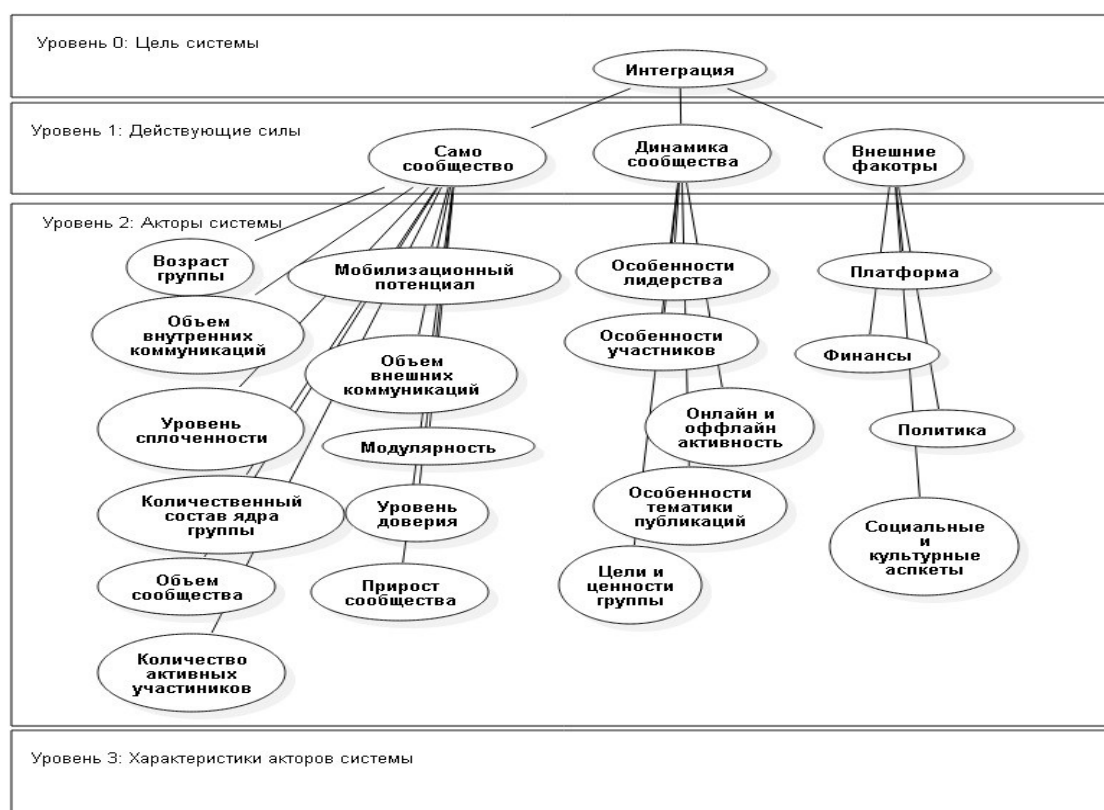 Уровень 0: Цель системы
Интеграция
Уровень 1: Действующие силы
Само
сообщество
Динамика
сообщества
Внешние
факотры
Уровень 2: Акторы системы
Возраст
группы
Мобилизационный
потенциал
Особенности
лидерства
Платформа
Объем
внутренних
коммуникаций
Объем
внешних
коммуникаций
Особенности
участников
Финансы
Уровень
сплоченности
Модулярность
Онлайн и
оффлайн
активность
Политика
Количественный
состав ядра
группы
Уровень
доверия
Особенности
тематики
публикаций
Социальные
и
культурные
аспкеты
Объем
сообщества
Прирост
сообщества
Цели и
ценности
группы
Количество
активных
участиников
Уровень 3: Характеристики акторов системы